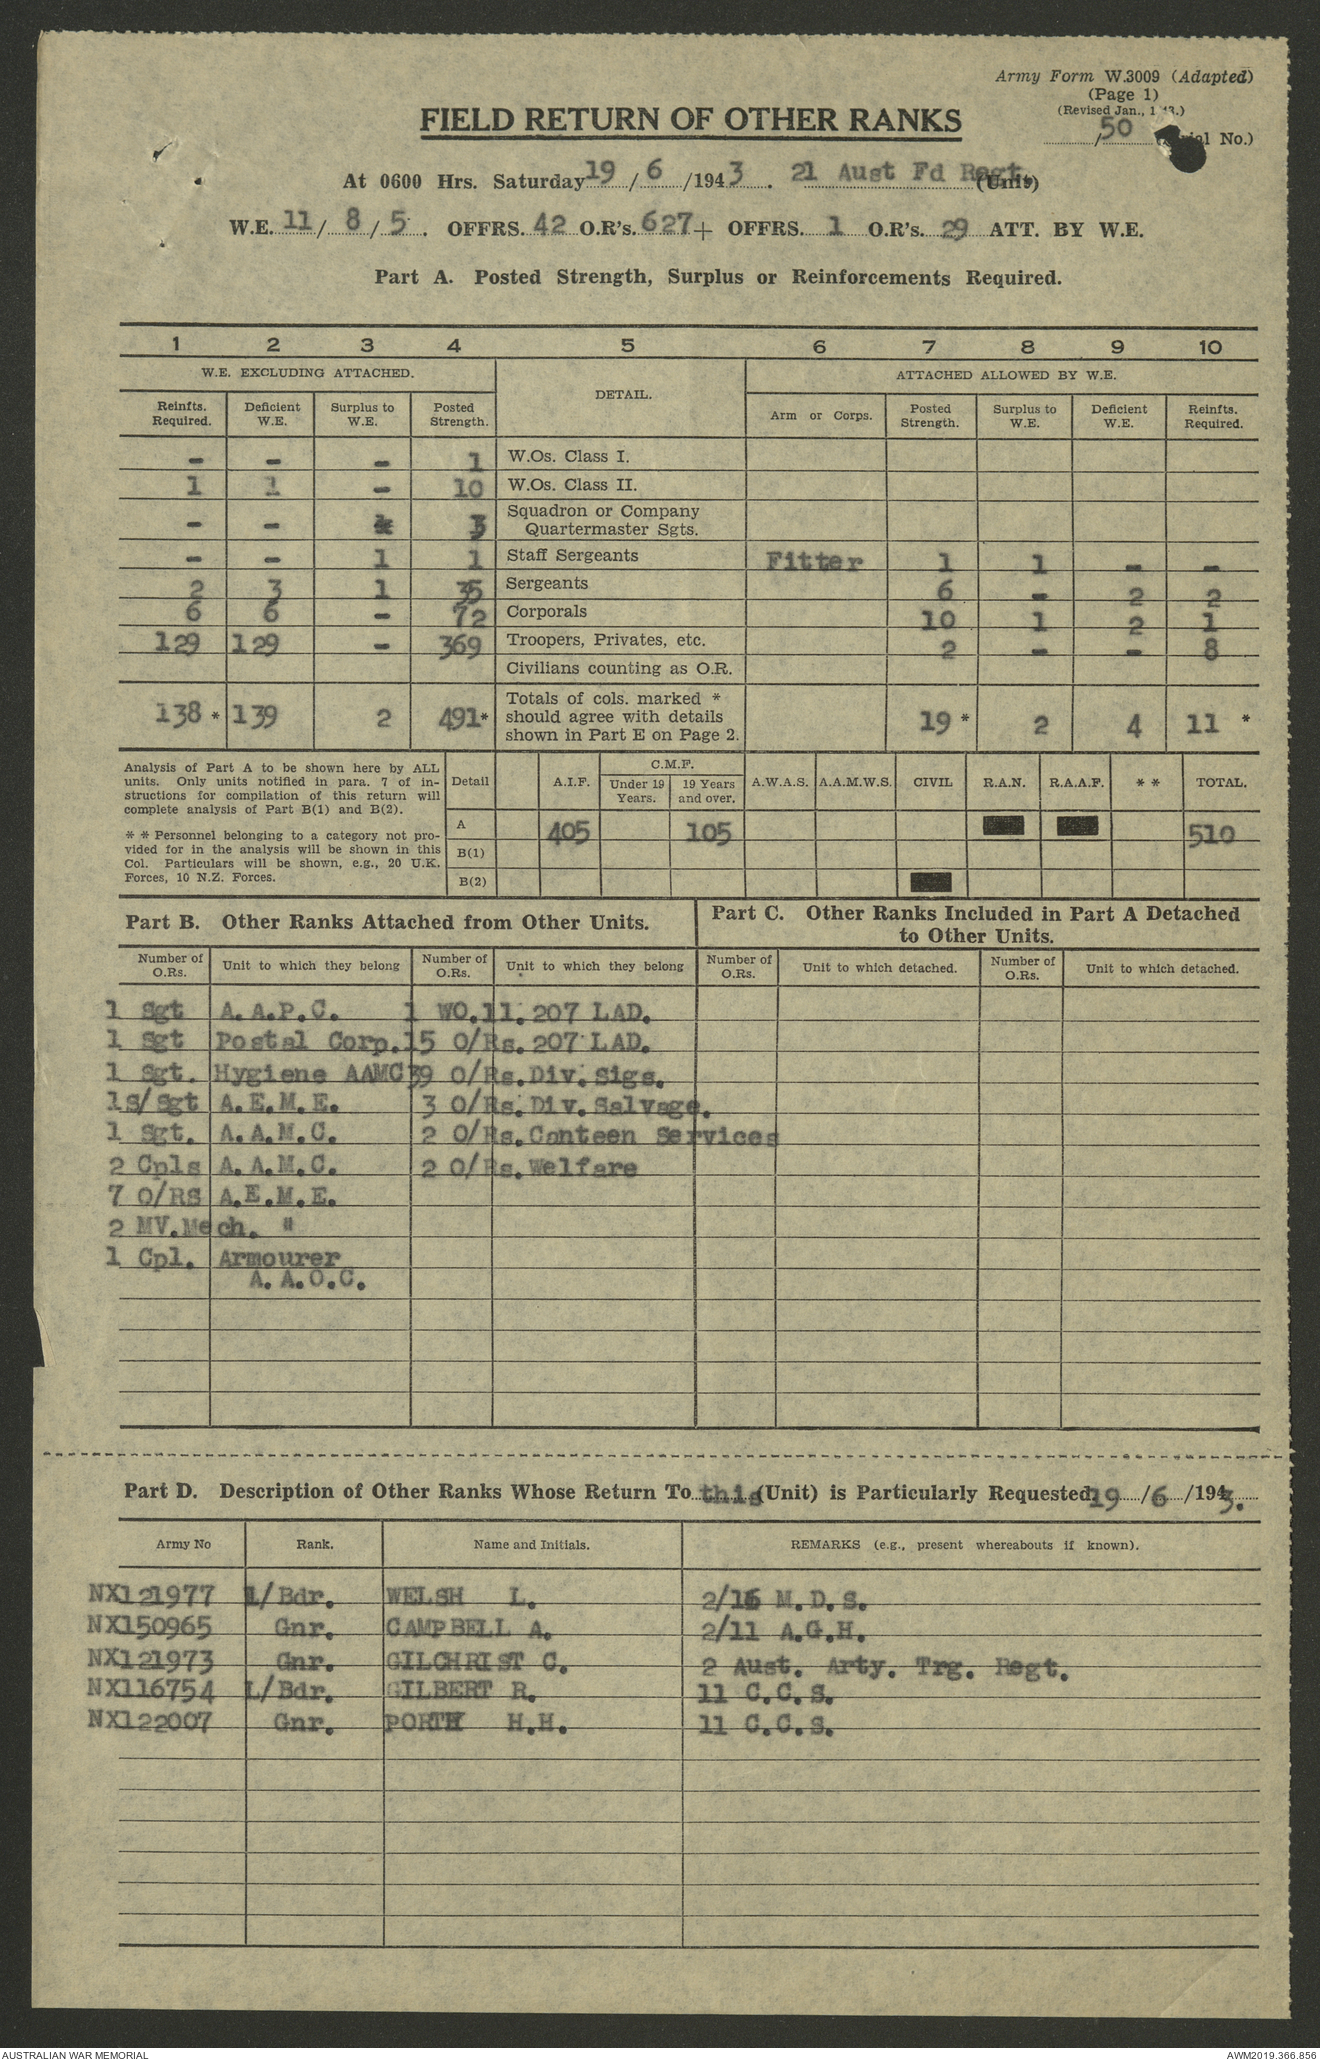 Army Form W.3009 (Adapted)
(Page 1)
(Revised Jan., 1 3.)
FIELD RETURN OF OTHER RANKS
/50 No.)
At 0600 Hrs. Saturday 19/6/1943. 21 Aust Fd Regt. (Unit)
W.E. 11/8/5. OFFRS. 42 O.R's. 627 + OFFRS. 1 O.R's. 29 ATT. BY W.E.
Part A. Posted Strength, Surplus or Reinforcements Required.
1 2 3 4 5 6 7 8 9 10
W.E. EXCLUDING ATTACHED. DETAIL. ATTACHED ALLOWED BY W.E.
Reinfts. Required. Deficient W.E. Surplus to W.E. Posted Strength. Arm or Corps. Posted Strength. Surplus to W.E. Deficient W.E. Reinfts. Required.
- - - 1 W.Os. Class I.
1 1 - 10 W.Os. Class II.
- - 3 Squadron or Company Quartermaster Sgts.
- - 1 1 Staff Sergeants Fitter 1 1 - -
2 3 1 35 Sergeants 6 - 2 2
6 6 - 72 Corporals 10 1 2 1
129 129 - 369 Troopers, Privates, etc. 2 - - 8
Civilians counting as O.R.
138 * 139 2 491* Totals of cols. marked * should agree with details shown in Part E on Page 2. 19 * 2 4 11 *
Analysis of Part A to be shown here by ALL
units. Only units notified in para. 7 of in-
structions for compilation of this return will
complete analysis of Part B(1) and B(2).
* * Personnel belonging to a category not pro-
vided for in the analysis will be shown in this
Col. Particulars will be shown, e.g., 20 U.K.
Forces, 10 N.Z. Forces.
Detail A.I.F. C.M.F. Under 19 Years. 19 Years and over. A.W.A.S. A.A.M.W.S. CIVIL R.A.N. R.A.A.F. * * TOTAL.
A 405 105 510
B(1)
B(2)
Part B. Other Ranks Attached from Other Units.
Part C. Other Ranks Included in Part A Detached
to Other Units.
Number of O.Rs. Unit to which they belong Number of O.Rs. Unit to which they belong Number of O.Rs. Unit to which detached. Number of O.Rs. Unit to which detached.
1 Sgt A.A.P.C. 1 WO.11. 207 LAD.
1 Sgt Postal Corp. 15 O/Rs. 207 LAD.
1 Sgt. Hygiene AAMC 39 O/Rs. Div. Sigs.
1 S/Sgt A.E.M.E. 3 O/Rs. Div. Salvage.
1 Sgt. A.A.M.C. 2 O/Rs. Canteen Services
2 Cpls A.A.M.C. 2 O/Rs. Welfare
7 O/RS A.E.M.E.
2 MV.Mech. "
1 Cpl. Armourer
A.A.O.C.
Part D. Description of Other Ranks Whose Return To this (Unit) is Particularly Requested 19/6/1943.
Army No Rank. Name and Initials. REMARKS (e.g., present whereabouts if known).
NX121977 L/Bdr. WELSH L. 2/16 M.D.S.
NX150965 Gnr. CAMPBELL A. 2/11 A.G.H.
NX121973 Gnr. GILCHRIST C. 2 Aust. Arty. Trg. Regt.
NX116754 L/Bdr. GILBERT R. 11 C.C.S.
NX122007 Gnr. PORTH H.H. 11 C.C.S.
AUSTRALIAN WAR MEMORIAL
AWM2019.366.856